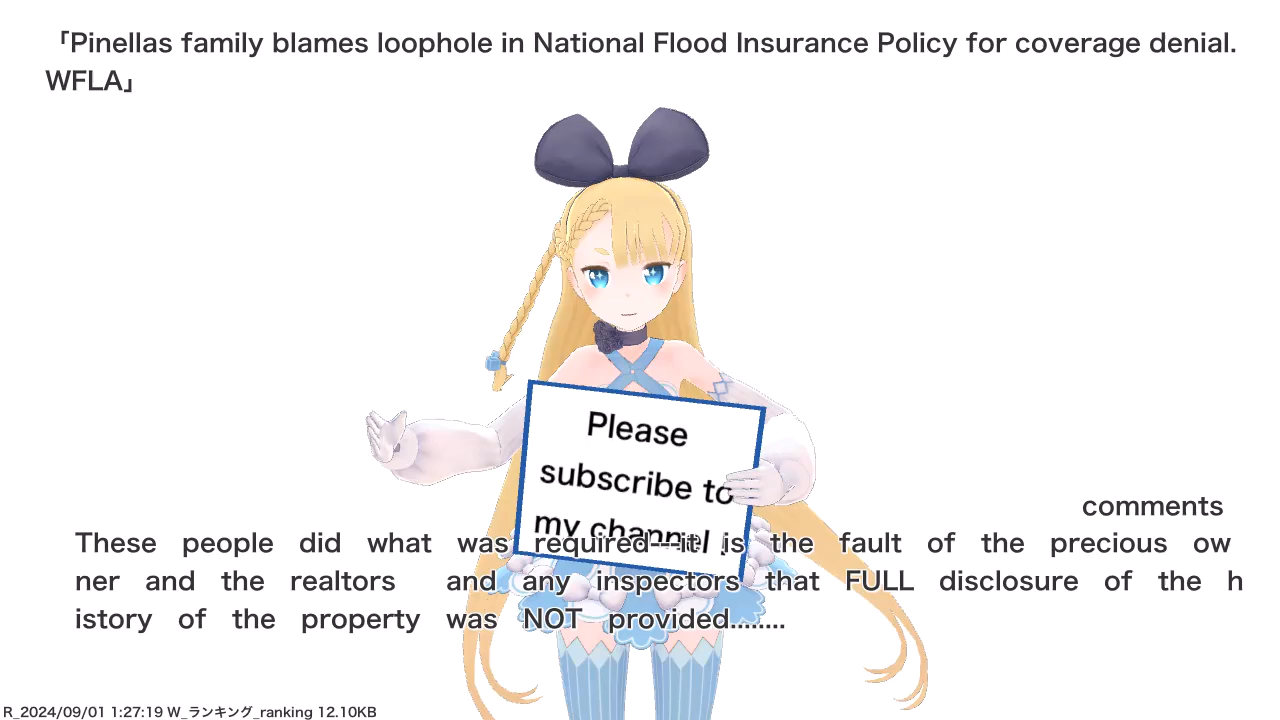 「Pinellas family blames loophole in National Flood Insurance Policy for coverage denial.
WFLA」
Please
subscribe to
my channel
comments
These people did what was required---it is the fault of the precious ow
ner and the realtors and any inspectors that FULL disclosure of the h
istory of the property was NOT provided........
R_2024/09/01 1:27:19 W_ランキング_ranking 12.10KB